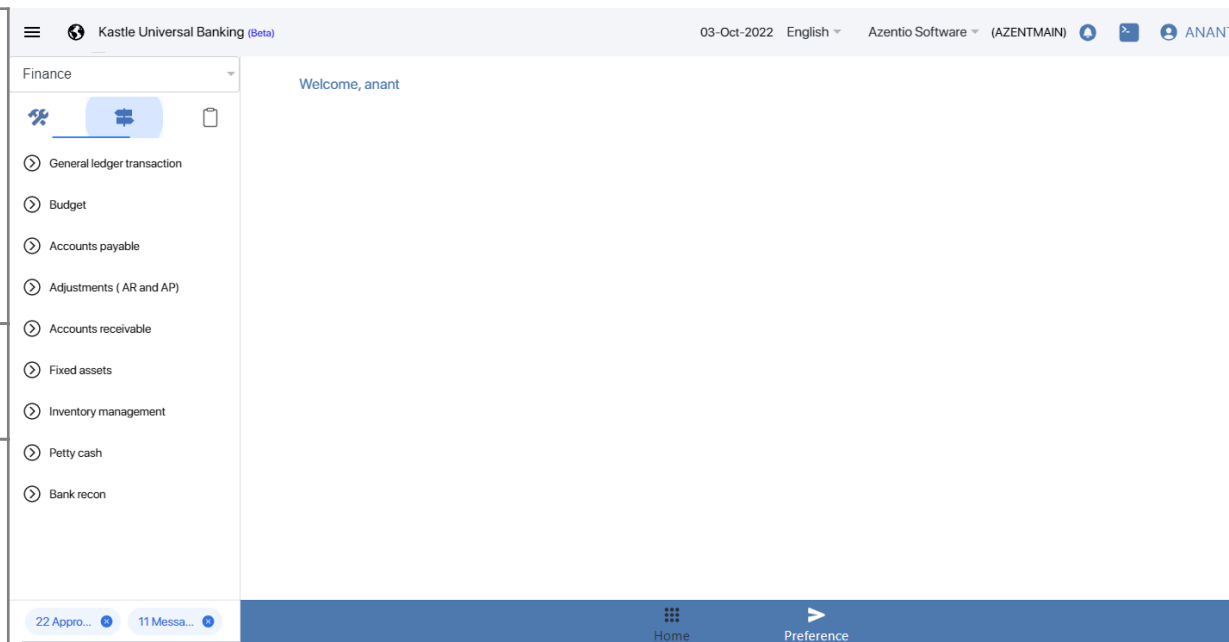 Kastle Universal Banking (Beta)
03-Oct-2022 English Azentio Software (AZENTMAIN) ANANT
Finance
Welcome, anant
General ledger transaction
Budget
Accounts payable
Adjustments ( AR and AP)
Accounts receivable
Fixed assets
Inventory management
Petty cash
Bank recon
22 Appro... 11 Messa...
Home Preference